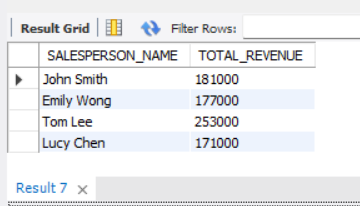 Result Grid Filter Rows:
SALESPERSON_NAME TOTAL_REVENUE
John Smith 181000
Emily Wong 177000
Tom Lee 253000
Lucy Chen 171000
Result 7 ×